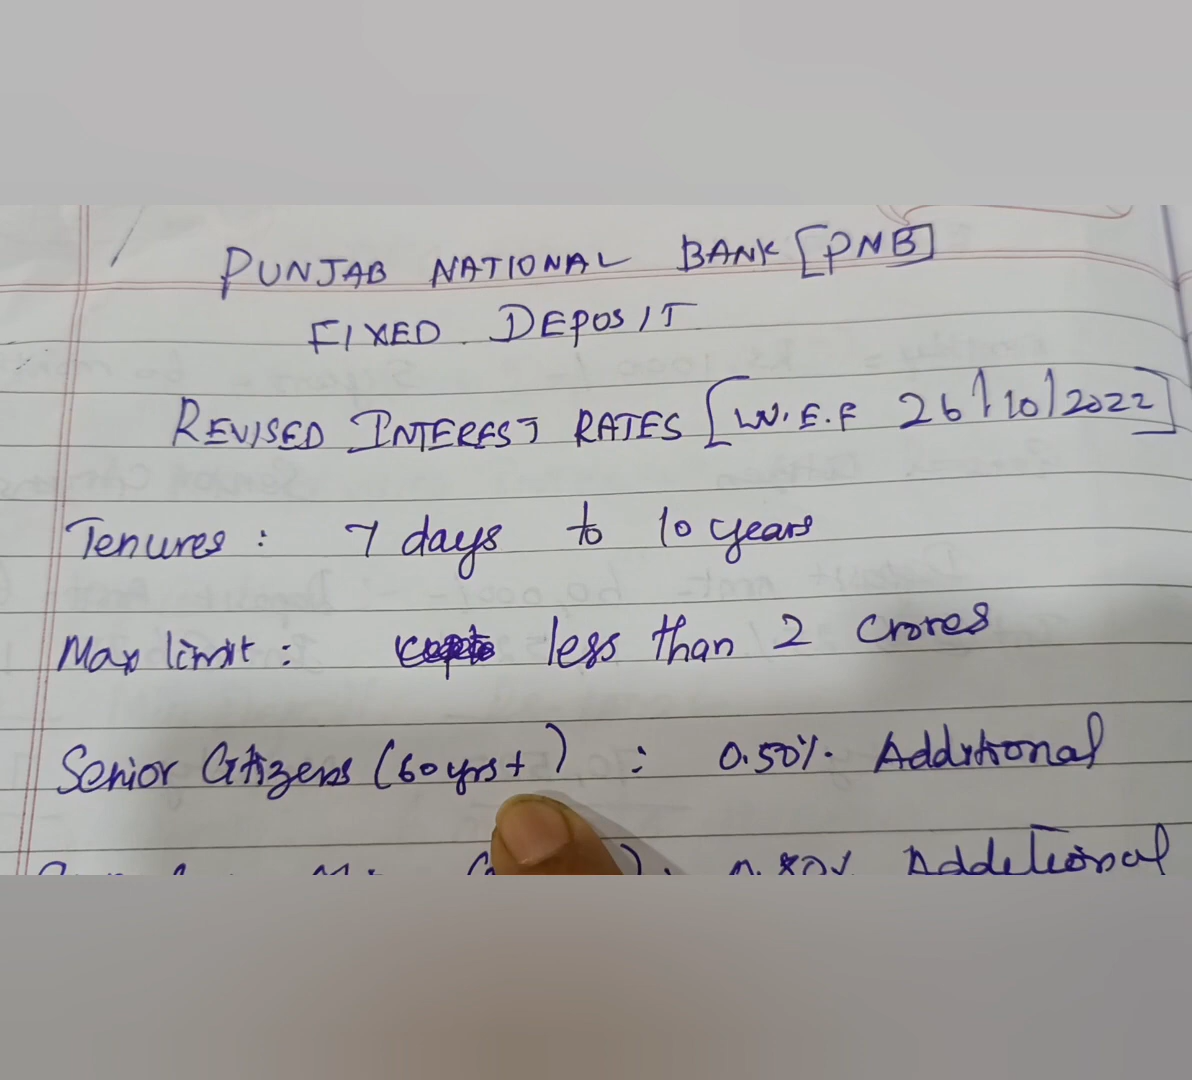 PUNJAB NATIONAL BANK [PNB]
FIXED DEPOSIT
REVISED INTEREST RATES [W.E.F 26/10/2022]
Tenures : 7 days to 10 years
Max limit : less than 2 crores
Senior Citizens (60yrs+) : 0.50% Additional
Additional